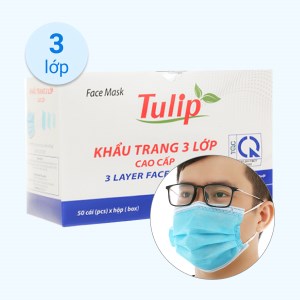 3
lớp
Face Mask
Tulip
KHẨU TRANG 3 LỚP
CAO CẤP
3 LAYER FACE
50 cái (pcs) x hộp ( box)
TQC